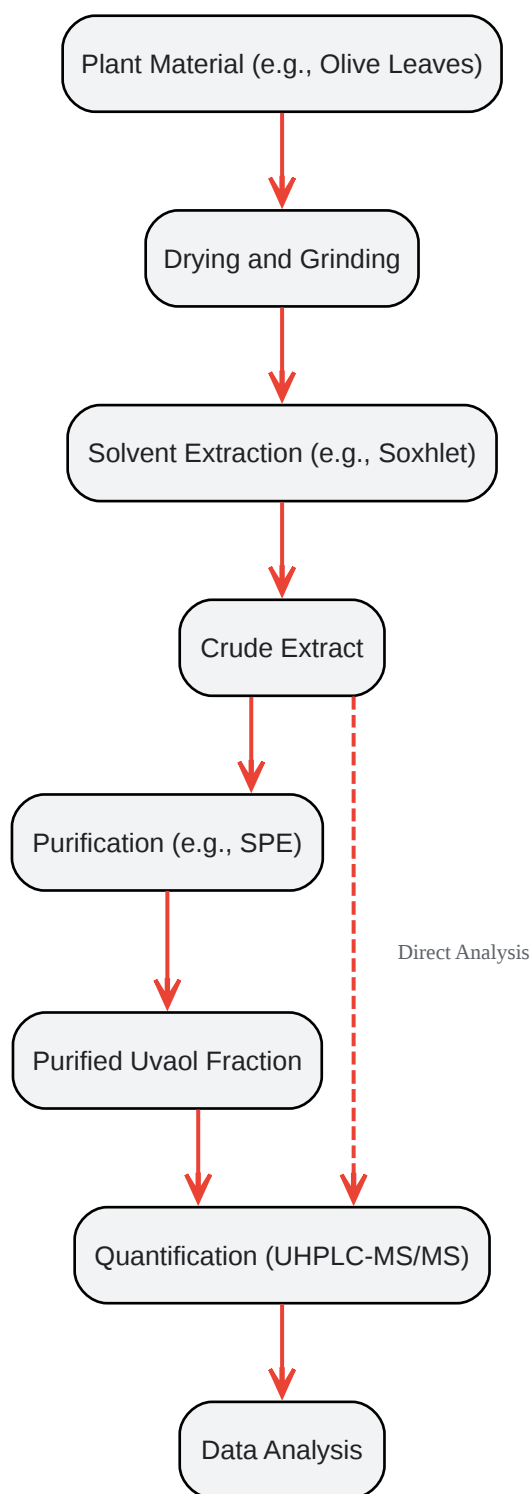 Plant Material (e.g., Olive Leaves)
Drying and Grinding
Solvent Extraction (e.g., Soxhlet)
Crude Extract
Purification (e.g., SPE)
Direct Analysis
Purified Uvaol Fraction
Quantification (UHPLC-MS/MS)
Data Analysis